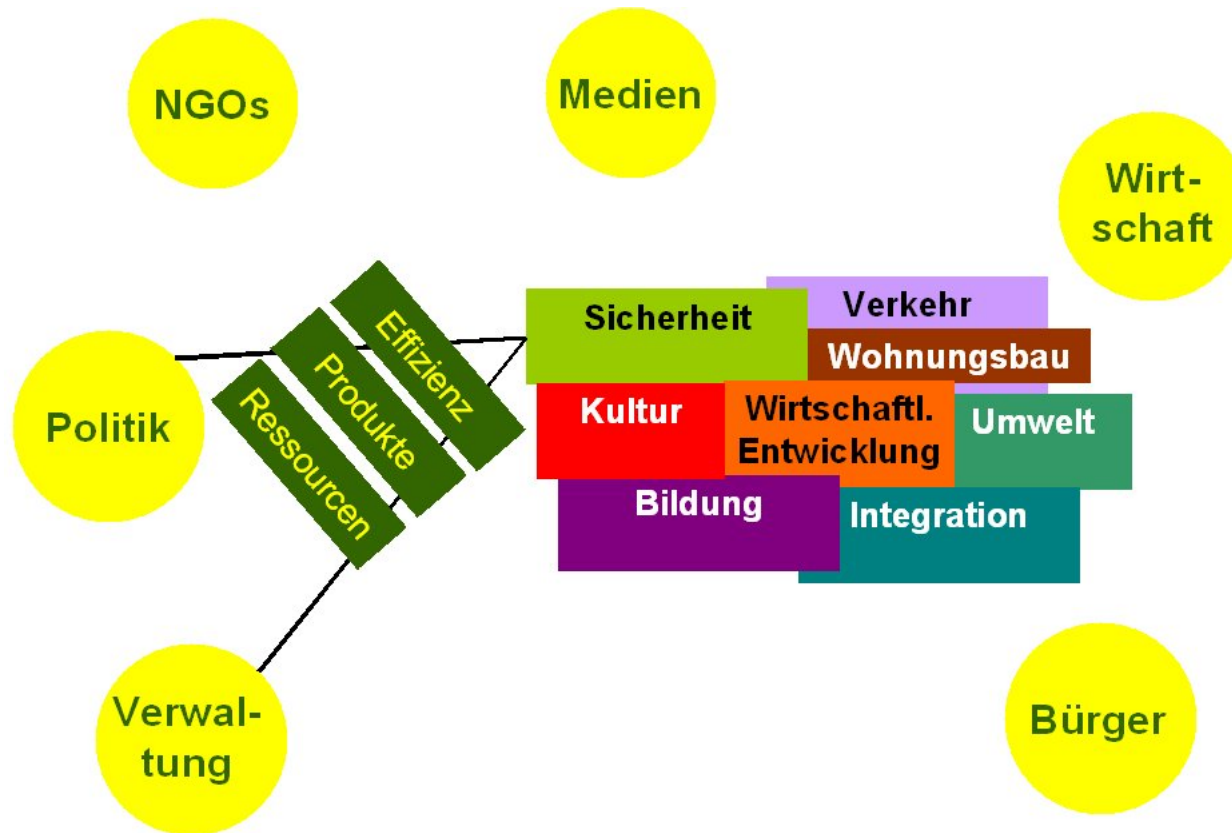 NGOs
Medien
Wirt-
schaft
Politik
Ressourcen
Produkte
Effizienz
Sicherheit
Verkehr
Wohnungsbau
Kultur
Wirtschaftl.
Entwicklung
Umwelt
Bildung
Integration
Verwal-
tung
Bürger